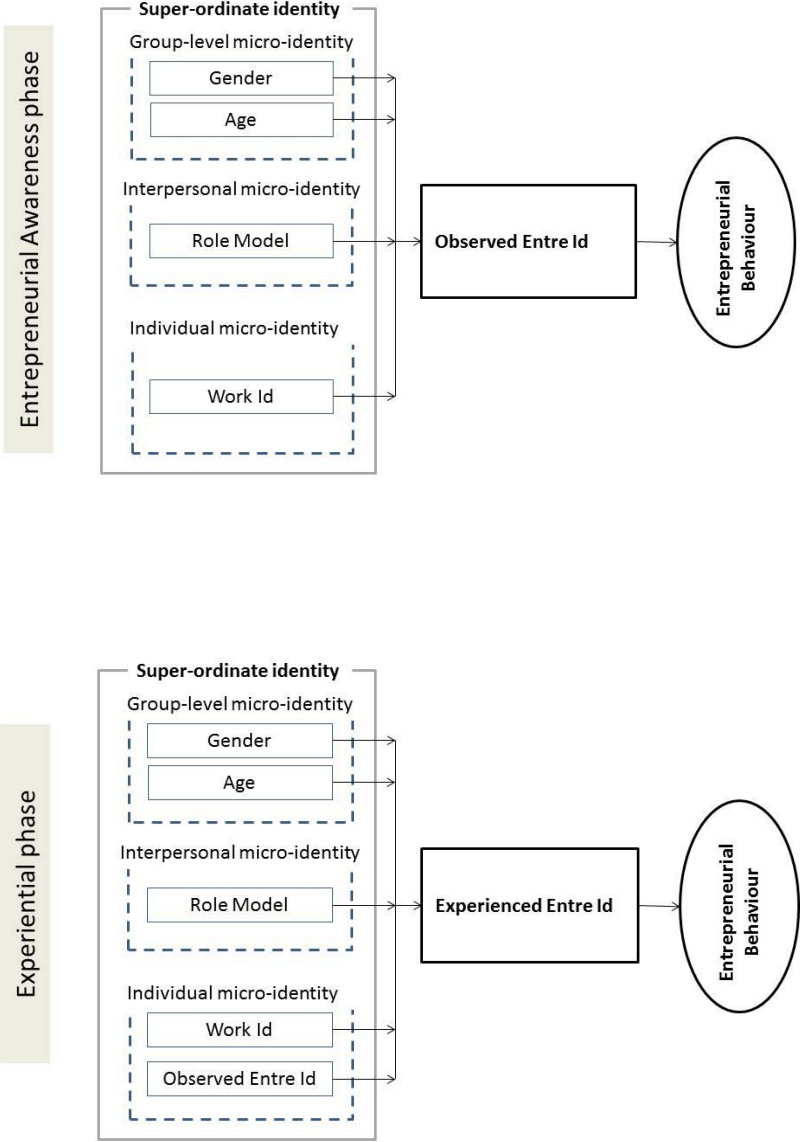 Entrepreneurial Awareness phase
Super-ordinate identity
Group-level micro-identity
Gender
Age
Interpersonal micro-identity
Role Model
Individual micro-identity
Work Id
Observed Entre Id
Entrepreneurial
Behaviour
Experiential phase
Super-ordinate identity
Group-level micro-identity
Gender
Age
Interpersonal micro-identity
Role Model
Individual micro-identity
Work Id
Observed Entre Id
Experienced Entre Id
Entrepreneurial
Behaviour